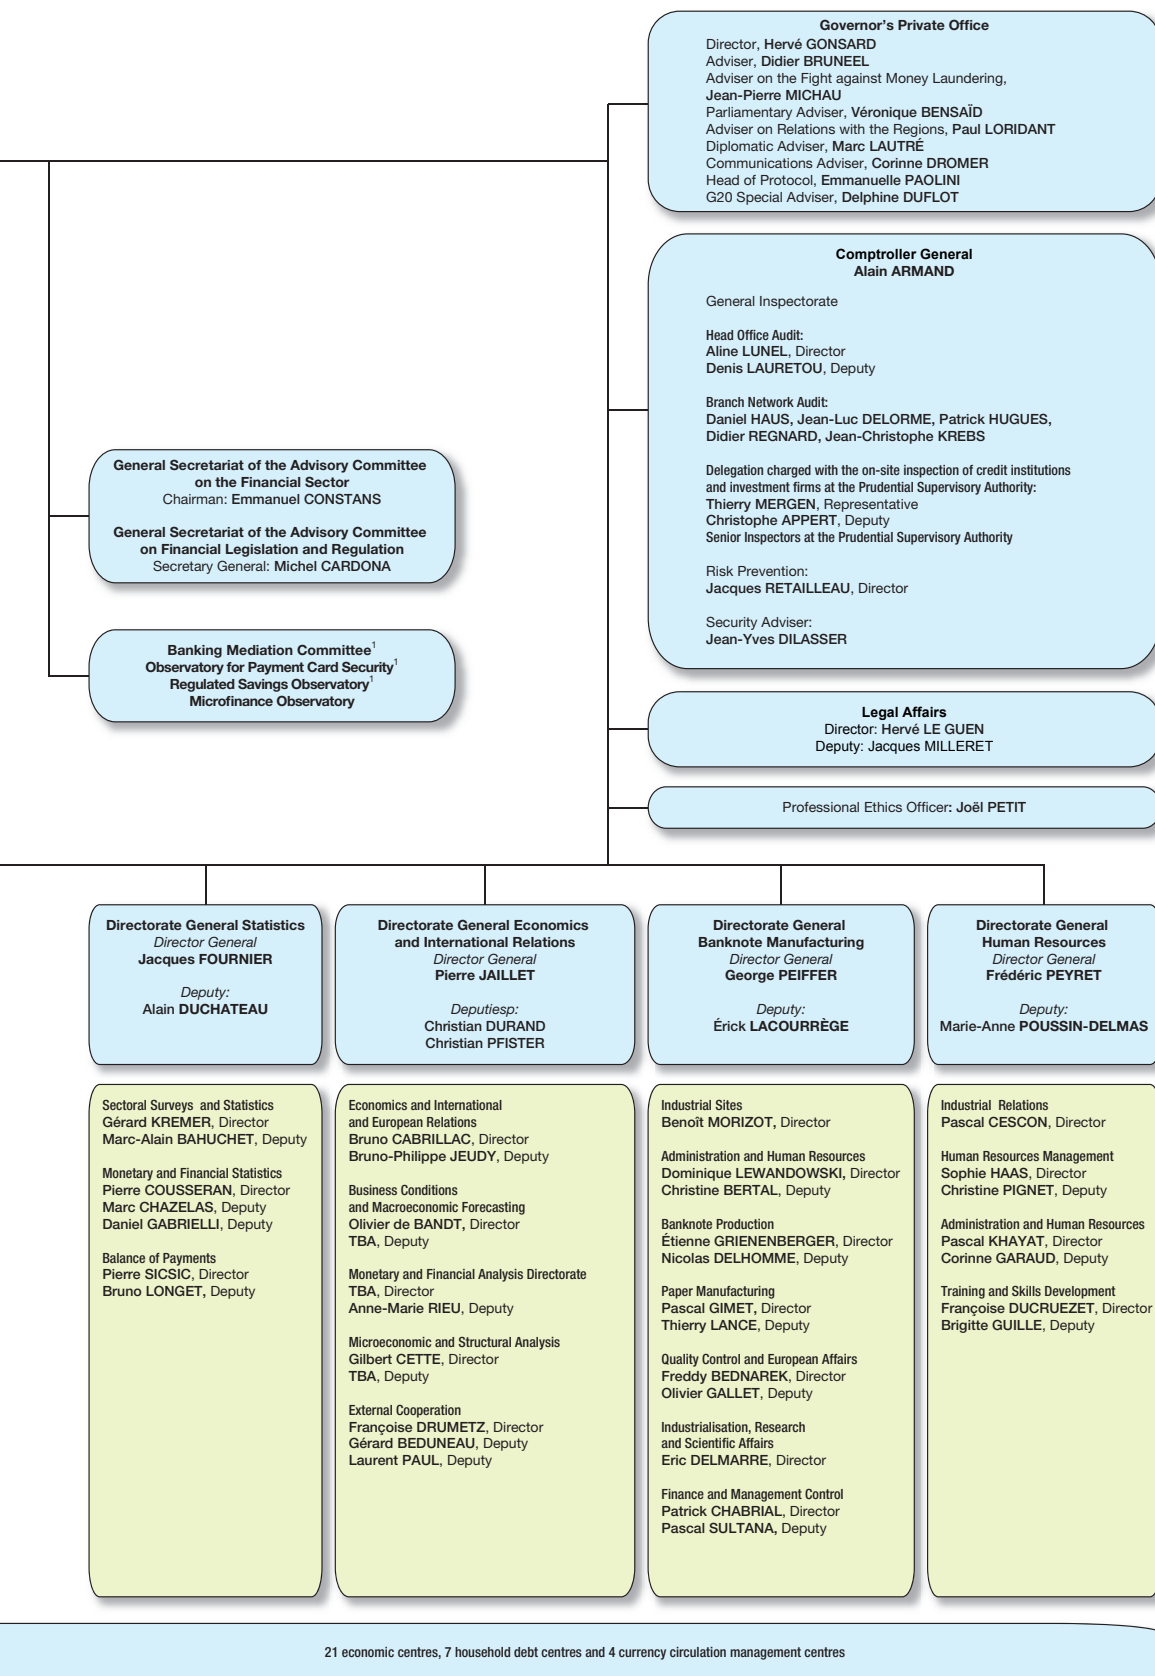 Governor's Private Office
Director, Hervé GONSARD
Adviser, Didier BRUNEEL
Adviser on the Fight against Money Laundering,
Jean-Pierre MICHAU
Parliamentary Adviser, Véronique BENSAÏD
Adviser on Relations with the Regions, Paul LORIDANT
Diplomatic Adviser, Marc LAUTRÉ
Communications Adviser, Corinne DROMER
Head of Protocol, Emmanuelle PAOLINI
G20 Special Adviser, Delphine DUFLOT
Comptroller General
Alain ARMAND
General Inspectorate
Head Office Audit:
Aline LUNEL, Director
Denis LAURETOU, Deputy
Branch Network Audit:
Daniel HAUS, Jean-Luc DELORME, Patrick HUGUES,
Didier REGNARD, Jean-Christophe KREBS
Delegation charged with the on-site inspection of credit institutions
and investment firms at the Prudential Supervisory Authority:
Thierry MERGEN, Representative
Christophe APPERT, Deputy
Senior Inspectors at the Prudential Supervisory Authority
Risk Prevention:
Jacques RETAILLEAU, Director
Security Adviser:
Jean-Yves DILASSER
General Secretariat of the Advisory Committee
on the Financial Sector
Chairman: Emmanuel CONSTANS
General Secretariat of the Advisory Committee
on Financial Legislation and Regulation
Secretary General: Michel CARDONA
Banking Mediation Committee1
Observatory for Payment Card Security1
Regulated Savings Observatory1
Microfinance Observatory
Legal Affairs
Director: Hervé LE GUEN
Deputy: Jacques MILLERET
Professional Ethics Officer: Joël PETIT
Directorate General Statistics
Director General
Jacques FOURNIER
Deputy:
Alain DUCHATEAU
Directorate General Economics
and International Relations
Director General
Pierre JAILLET
Deputiesp:
Christian DURAND
Christian PFISTER
Directorate General
Banknote Manufacturing
Director General
George PEIFFER
Deputy:
Érick LACOURRÈGE
Directorate General
Human Resources
Director General
Frédéric PEYRET
Deputy:
Marie-Anne POUSSIN-DELMAS
Sectoral Surveys and Statistics
Gérard KREMER, Director
Marc-Alain BAHUCHET, Deputy
Monetary and Financial Statistics
Pierre COUSSERAN, Director
Marc CHAZELAS, Deputy
Daniel GABRIELLI, Deputy
Balance of Payments
Pierre SICSIC, Director
Bruno LONGET, Deputy
Economics and International
and European Relations
Bruno CABRILLAC, Director
Bruno-Philippe JEUDY, Deputy
Business Conditions
and Macroeconomic Forecasting
Olivier de BANDT, Director
TBA, Deputy
Monetary and Financial Analysis Directorate
TBA, Director
Anne-Marie RIEU, Deputy
Microeconomic and Structural Analysis
Gilbert CETTE, Director
TBA, Deputy
External Cooperation
Françoise DRUMETZ, Director
Gérard BEDUNEAU, Deputy
Laurent PAUL, Deputy
Industrial Sites
Benoît MORIZOT, Director
Administration and Human Resources
Dominique LEWANDOWSKI, Director
Christine BERTAL, Deputy
Banknote Production
Étienne GRIENENBERGER, Director
Nicolas DELHOMME, Deputy
Paper Manufacturing
Pascal GIMET, Director
Thierry LANCE, Deputy
Quality Control and European Affairs
Freddy BEDNAREK, Director
Olivier GALLET, Deputy
Industrialisation, Research
and Scientific Affairs
Eric DELMARRE, Director
Finance and Management Control
Patrick CHABRIAL, Director
Pascal SULTANA, Deputy
Industrial Relations
Pascal CESCON, Director
Human Resources Management
Sophie HAAS, Director
Christine PIGNET, Deputy
Administration and Human Resources
Pascal KHAYAT, Director
Corinne GARAUD, Deputy
Training and Skills Development
Françoise DUCRUEZET, Director
Brigitte GUILLE, Deputy
21 economic centres, 7 household debt centres and 4 currency circulation management centres